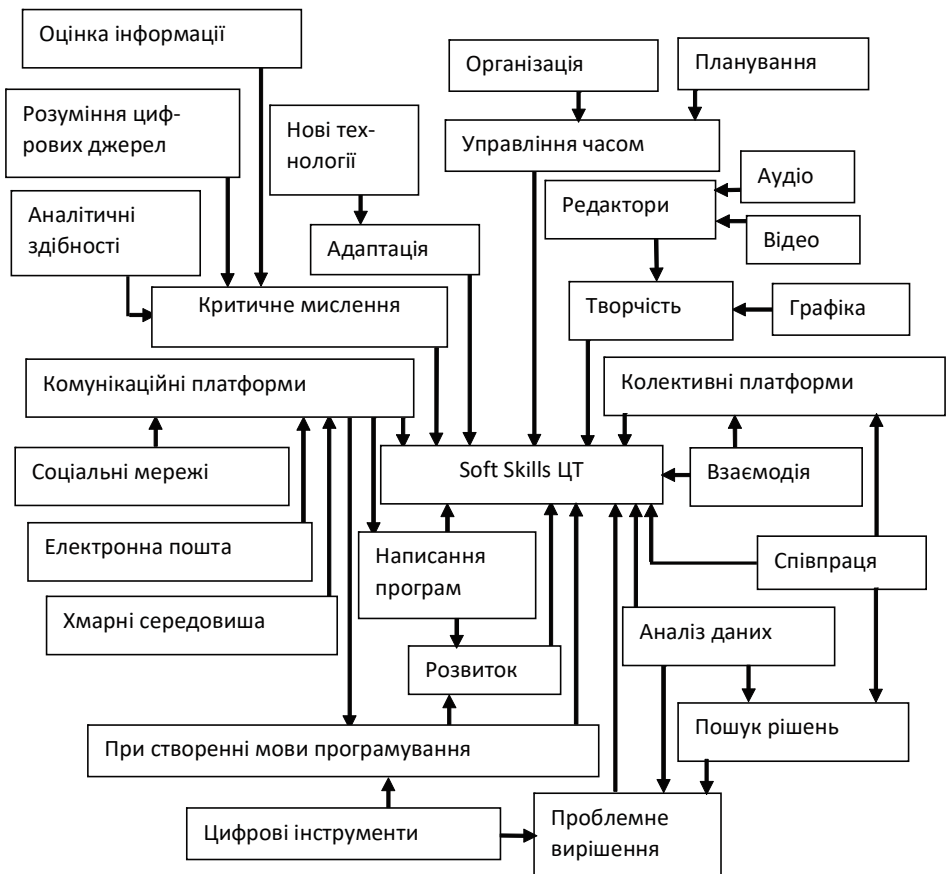 Оцінка інформації
Організація
Планування
Розуміння циф-
рових джерел
Нові тех-
нології
Управління часом
Аудіо
Аналітичні
здібності
Редактори
Відео
Адаптація
Критичне мислення
Творчість
Графіка
Комунікаційні платформи
Колективні платформи
Соціальні мережі
Soft Skills ЦТ
Взаємодія
Електронна пошта
Написання
програм
Співпраця
Хмарні середовиша
Аналіз даних
Розвиток
При створенні мови програмування
Пошук рішень
Цифрові інструменти
Проблемне
вирішення